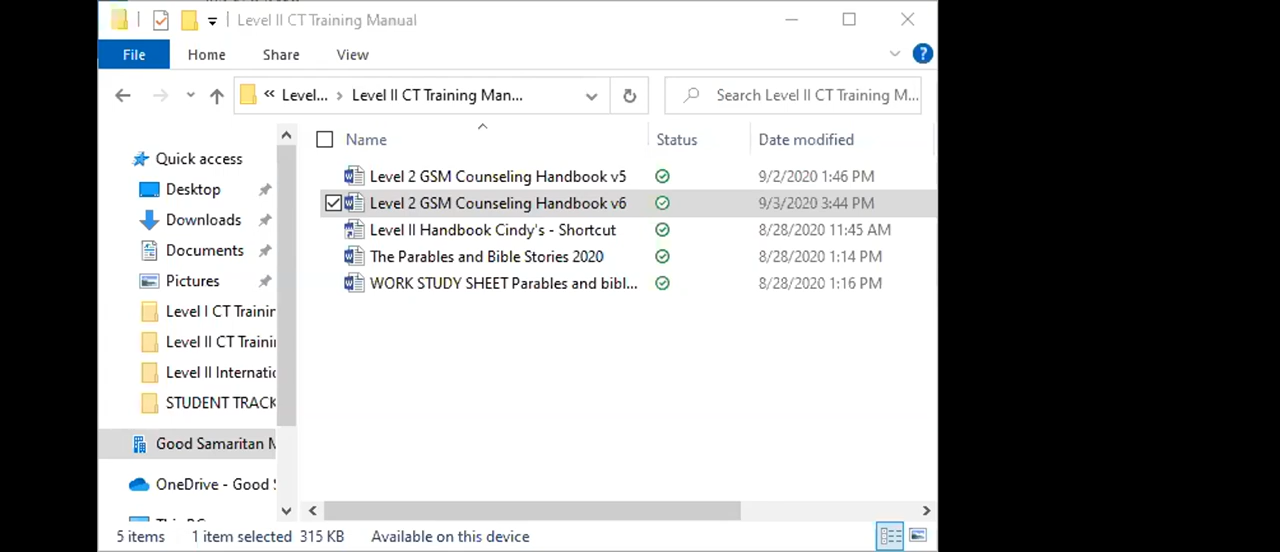 Level II CT Training Manual
File Home Share View
Level... Level II CT Training Man... Search Level II CT Training M...
Name Status Date modified
Quick access
Desktop
Downloads
Documents
Pictures
Level I CT Trainin
Level II CT Traini
Level II Internatio
STUDENT TRACK
Good Samaritan M
OneDrive - Good S
Level 2 GSM Counseling Handbook v5 9/2/2020 1:46 PM
Level 2 GSM Counseling Handbook v6 9/3/2020 3:44 PM
Level II Handbook Cindy's - Shortcut 8/28/2020 11:45 AM
The Parables and Bible Stories 2020 8/28/2020 1:14 PM
WORK STUDY SHEET Parables and bibl... 8/28/2020 1:16 PM
5 items 1 item selected 315 KB Available on this device